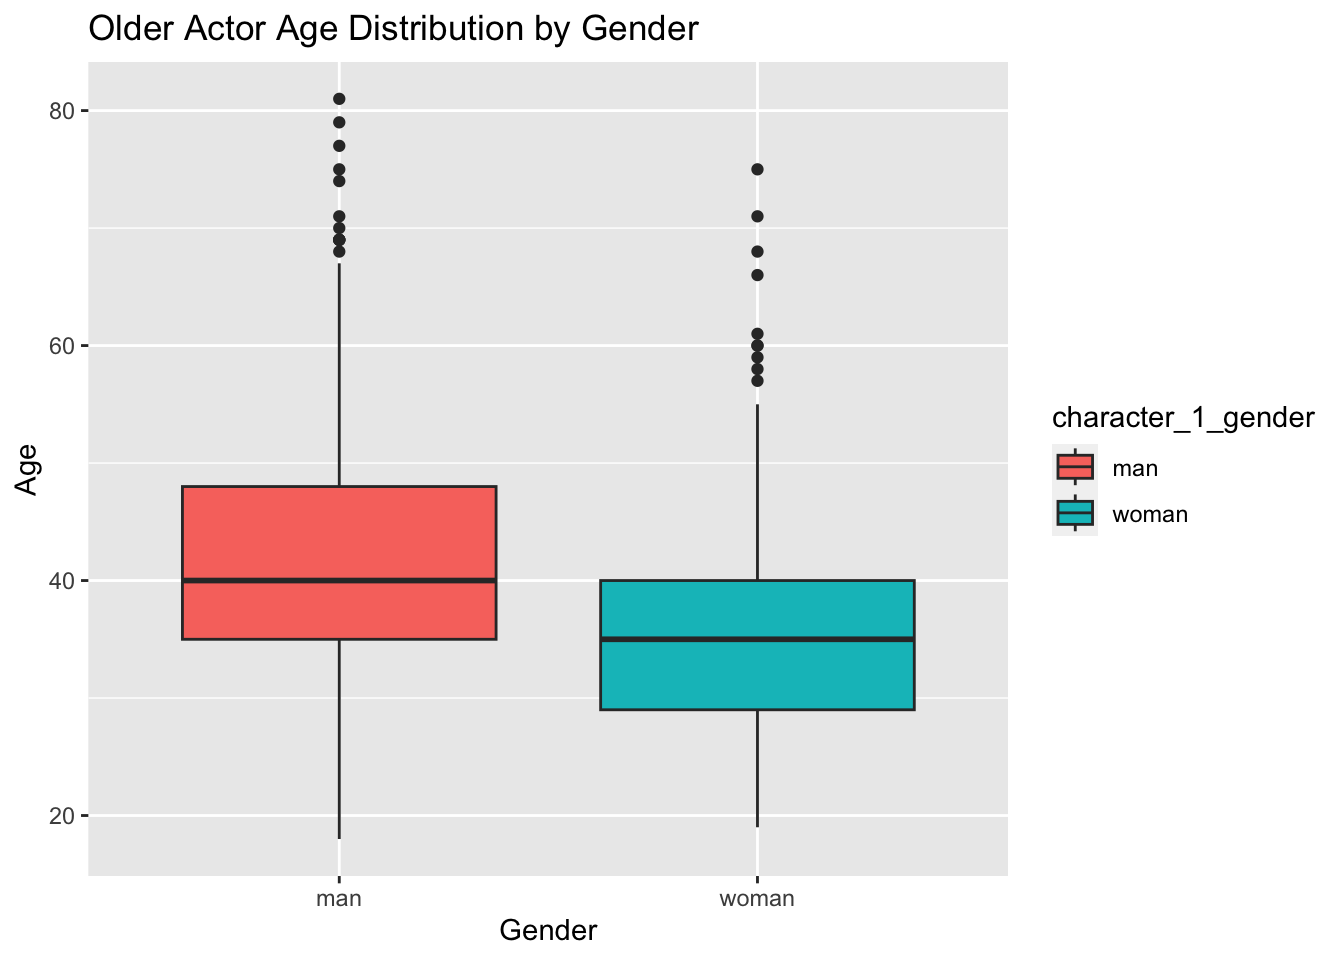 Older Actor Age Distribution by Gender
80
60
40
20
Age
man
woman
Gender
character_1_gender
man
woman